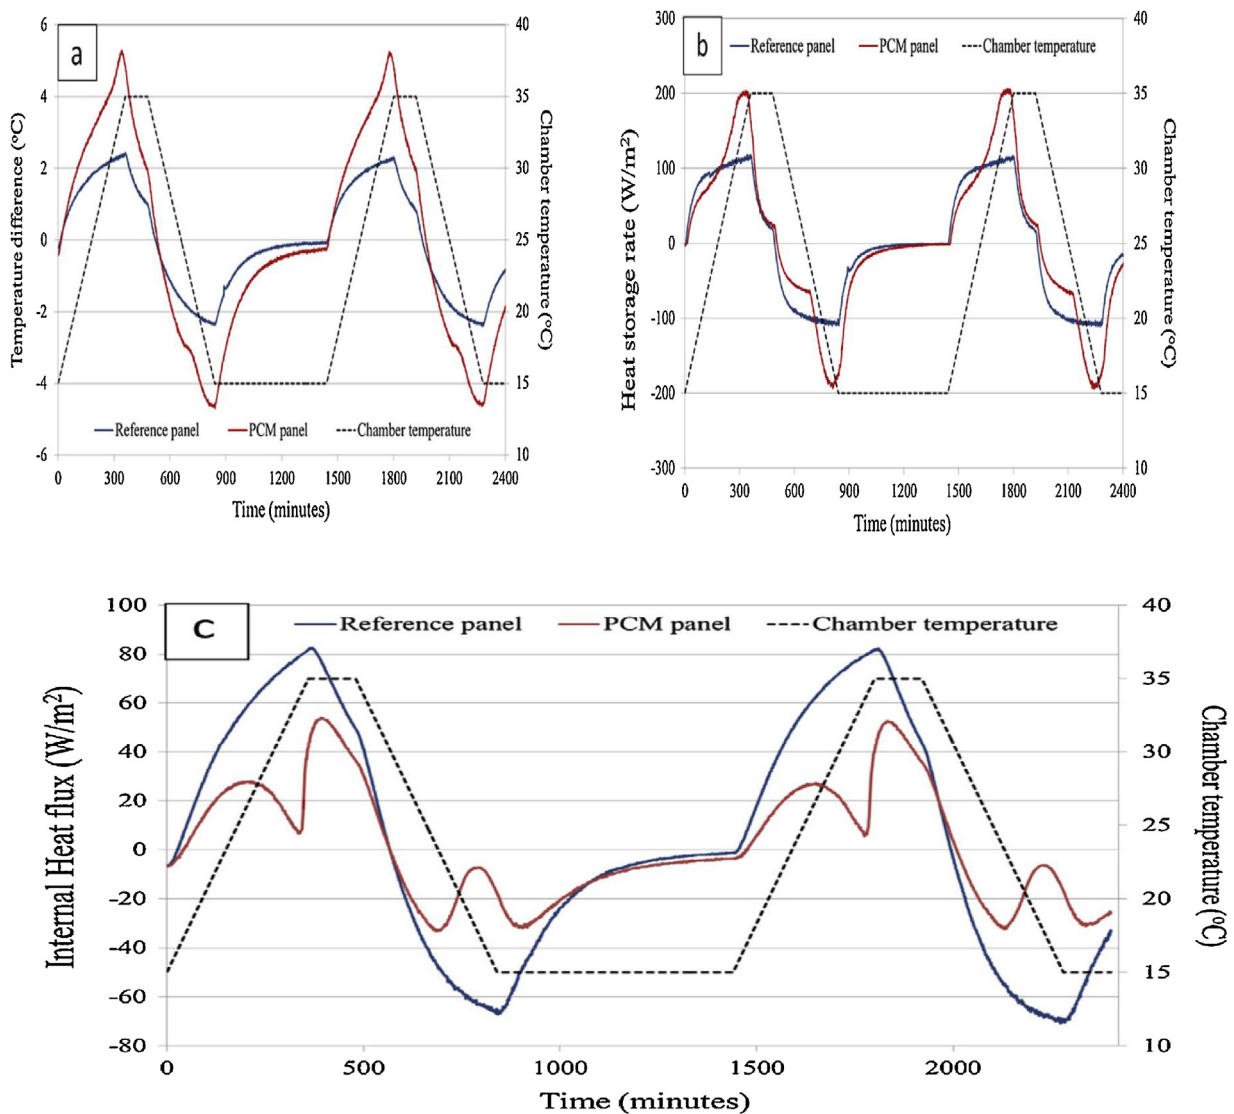 a
6
4
2
0
-2
-4
-6
Temperature difference (°C)
40
35
30
25
20
15
10
Chamber temperature (°C)
Reference panel PCM panel Chamber temperature
0 300 600 900 1200 1500 1800 2100 2400
Time (minutes)
b
300
200
100
0
-100
-200
-300
Heat storage rate (W/m²)
Reference panel PCM panel Chamber temperature
40
35
30
25
20
15
10
Chamber temperature (°C)
0 300 600 900 1200 1500 1800 2100 2400
Time (minutes)
C
100
80
60
40
20
0
-20
-40
-60
-80
Internal Heat flux (W/m²)
Reference panel PCM panel Chamber temperature
40
35
30
25
20
15
10
Chamber temperature (°C)
0 500 1000 1500 2000
Time (minutes)